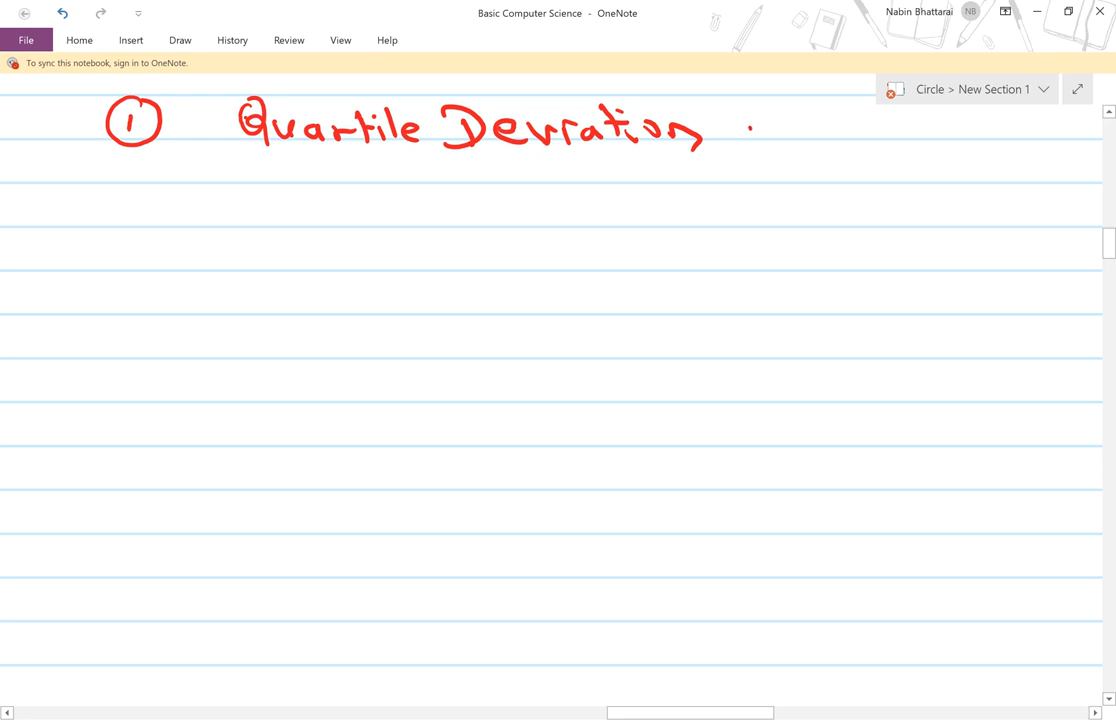 Basic Computer Science - OneNote
Nabin Bhattarai NB
File Home Insert Draw History Review View Help
To sync this notebook, sign in to OneNote.
Circle > New Section 1
① Quartile Deviation .